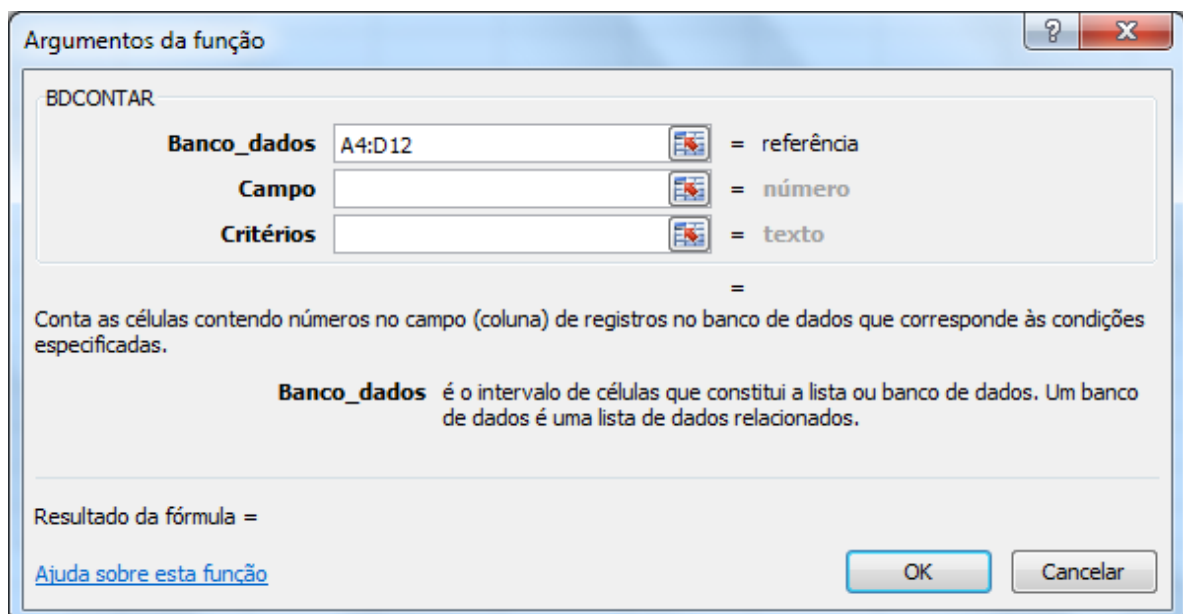 Argumentos da função
BDCONTAR
Banco_dados A4:D12 = referência
Campo = número
Critérios = texto
=
Conta as células contendo números no campo (coluna) de registros no banco de dados que corresponde às condições
especificadas.
Banco_dados é o intervalo de células que constitui a lista ou banco de dados. Um banco
de dados é uma lista de dados relacionados.
Resultado da fórmula =
Ajuda sobre esta função OK Cancelar